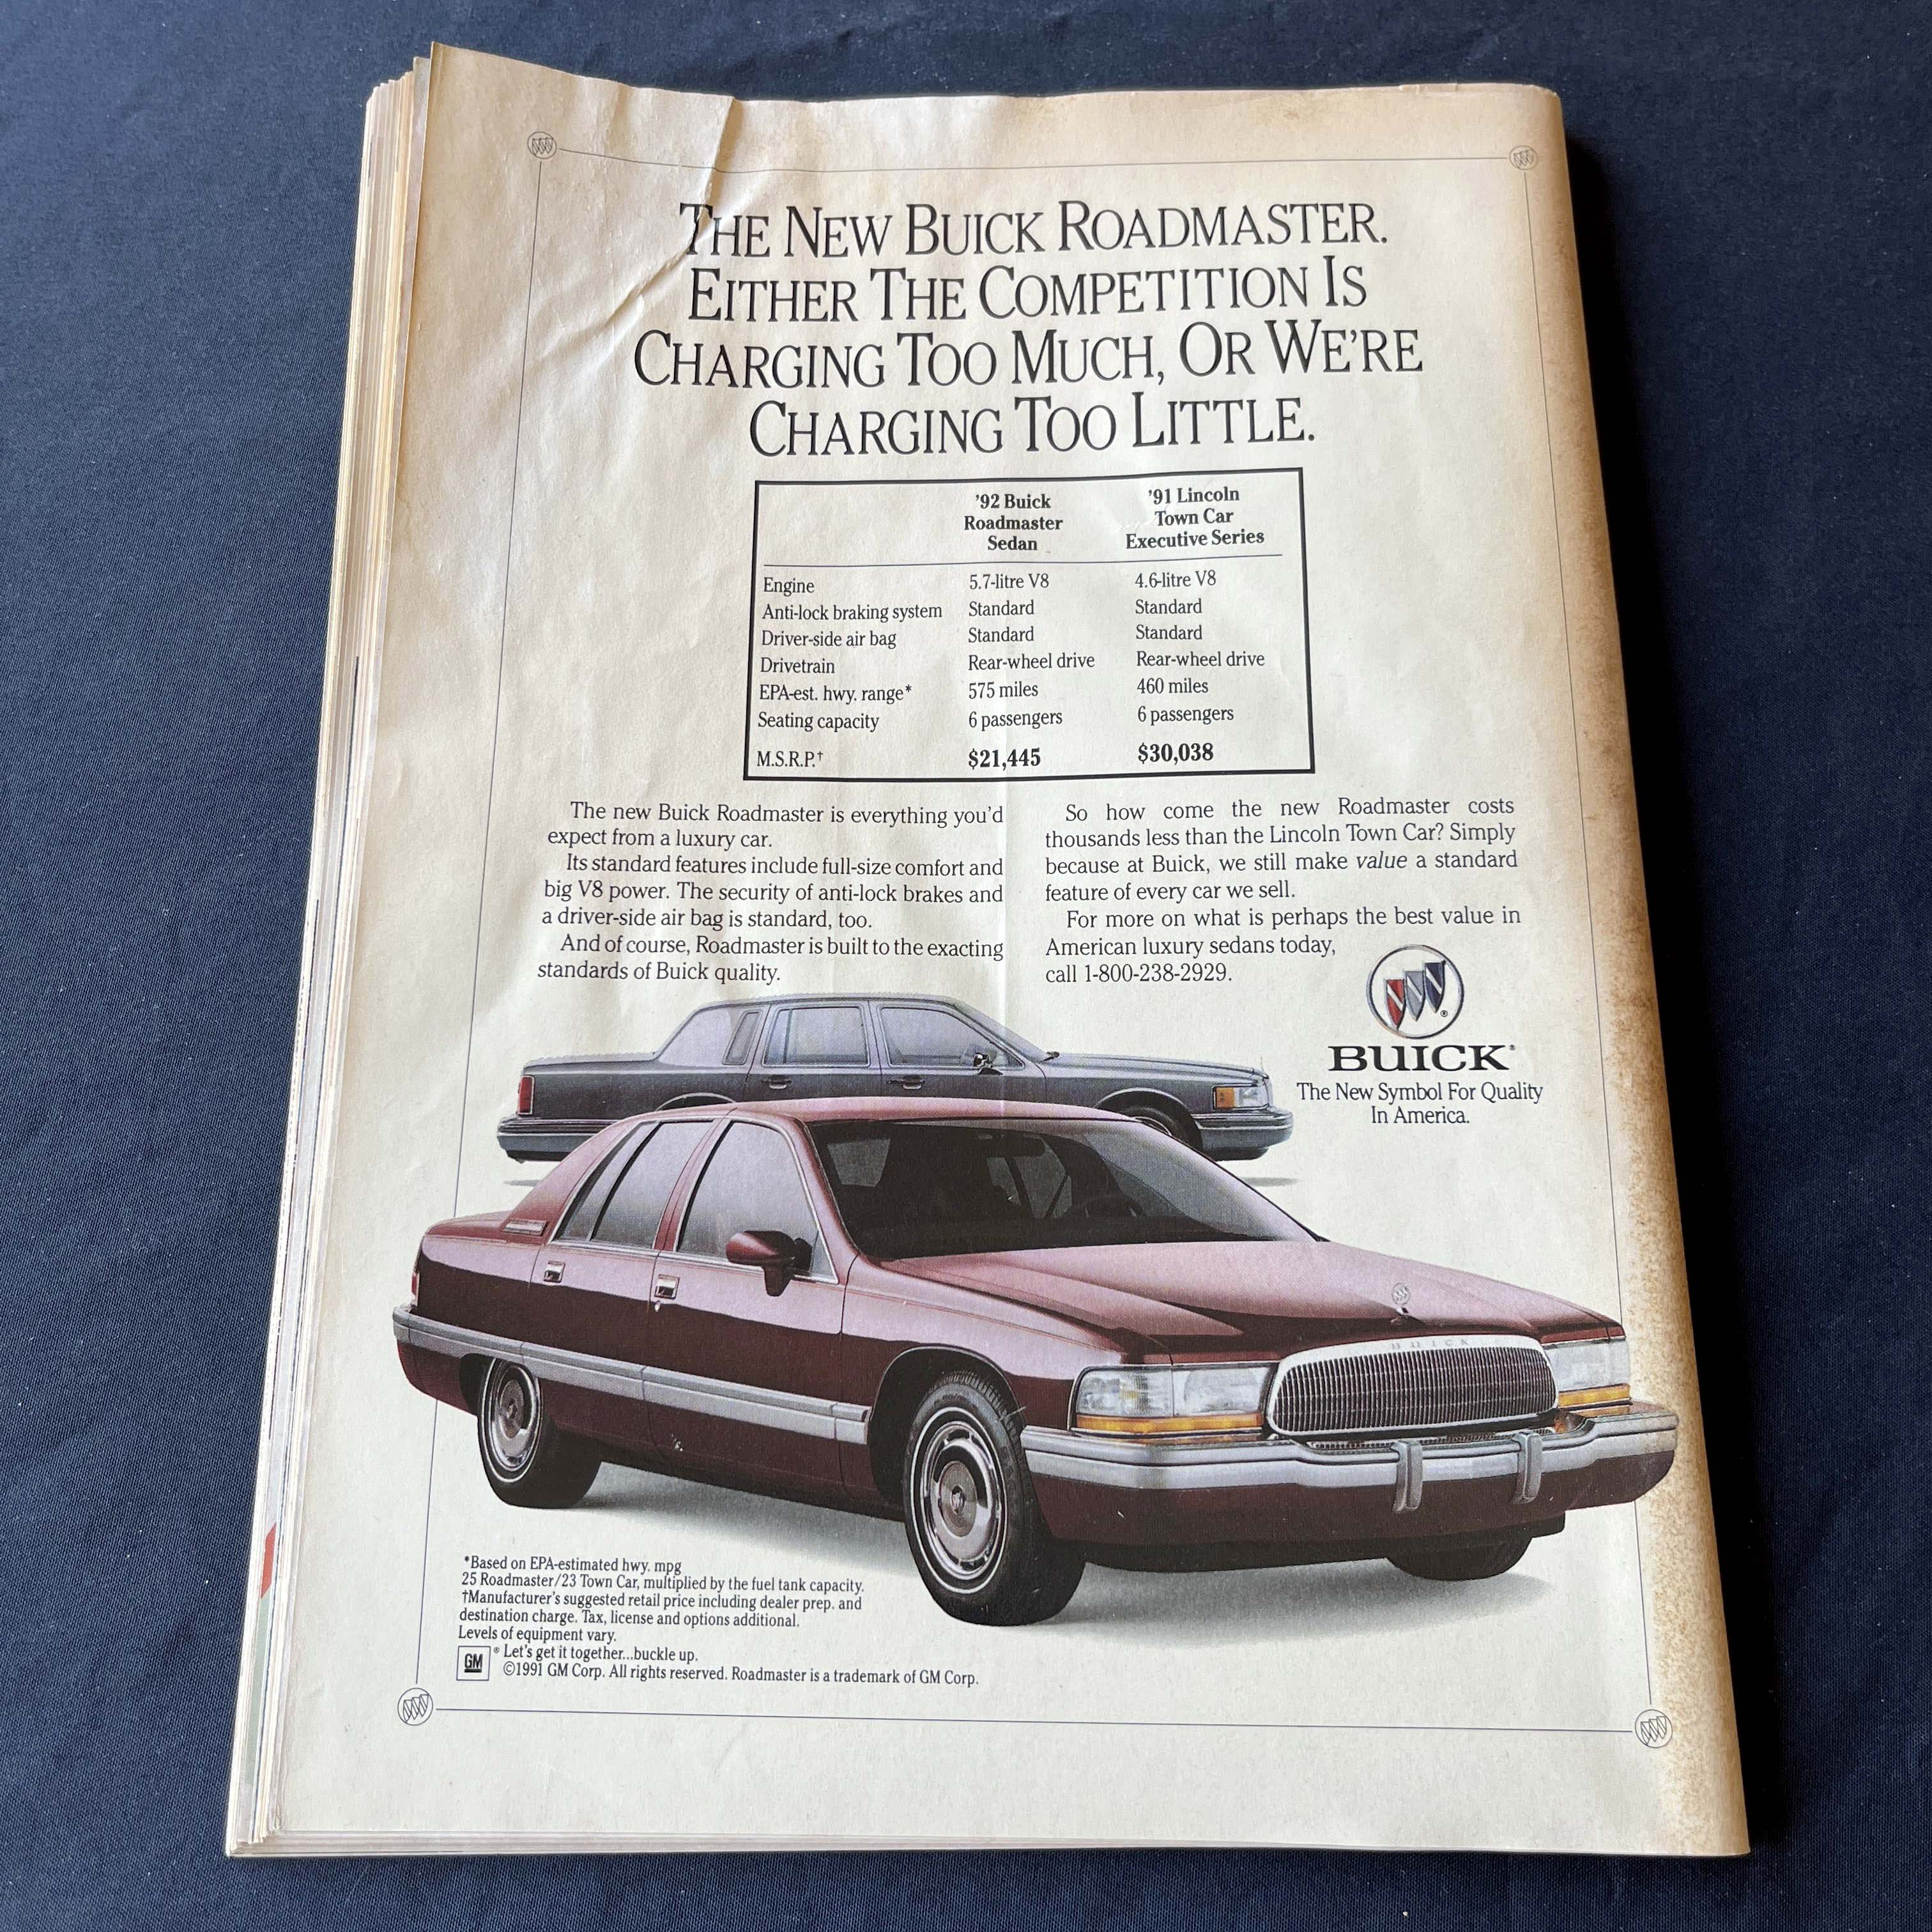 THE NEW BUICK ROADMASTER.
EITHER THE COMPETITION IS
CHARGING TOO MUCH, OR WE'RE
CHARGING TOO LITTLE.
'92 Buick
Roadmaster
Sedan
'91 Lincoln
Town Car
Executive Series
Engine 5.7-litre V8 4.6-litre V8
Anti-lock braking system Standard Standard
Driver-side air bag Standard Standard
Drivetrain Rear-wheel drive Rear-wheel drive
EPA-est. hwy. range* 575 miles 460 miles
Seating capacity 6 passengers 6 passengers
M.S.R.P.† $21,445 $30,038
The new Buick Roadmaster is everything you'd
expect from a luxury car.
Its standard features include full-size comfort and
big V8 power. The security of anti-lock brakes and
a driver-side air bag is standard, too.
And of course, Roadmaster is built to the exacting
standards of Buick quality.
So how come the new Roadmaster costs
thousands less than the Lincoln Town Car? Simply
because at Buick, we still make value a standard
feature of every car we sell.
For more on what is perhaps the best value in
American luxury sedans today,
call 1-800-238-2929.
®
BUICK®
The New Symbol For Quality
In America.
BUICK
*Based on EPA-estimated hwy. mpg
25 Roadmaster/23 Town Car, multiplied by the fuel tank capacity.
†Manufacturer's suggested retail price including dealer prep. and
destination charge. Tax, license and options additional.
Levels of equipment vary.
GM ® Let's get it together...buckle up.
©1991 GM Corp. All rights reserved. Roadmaster is a trademark of GM Corp.